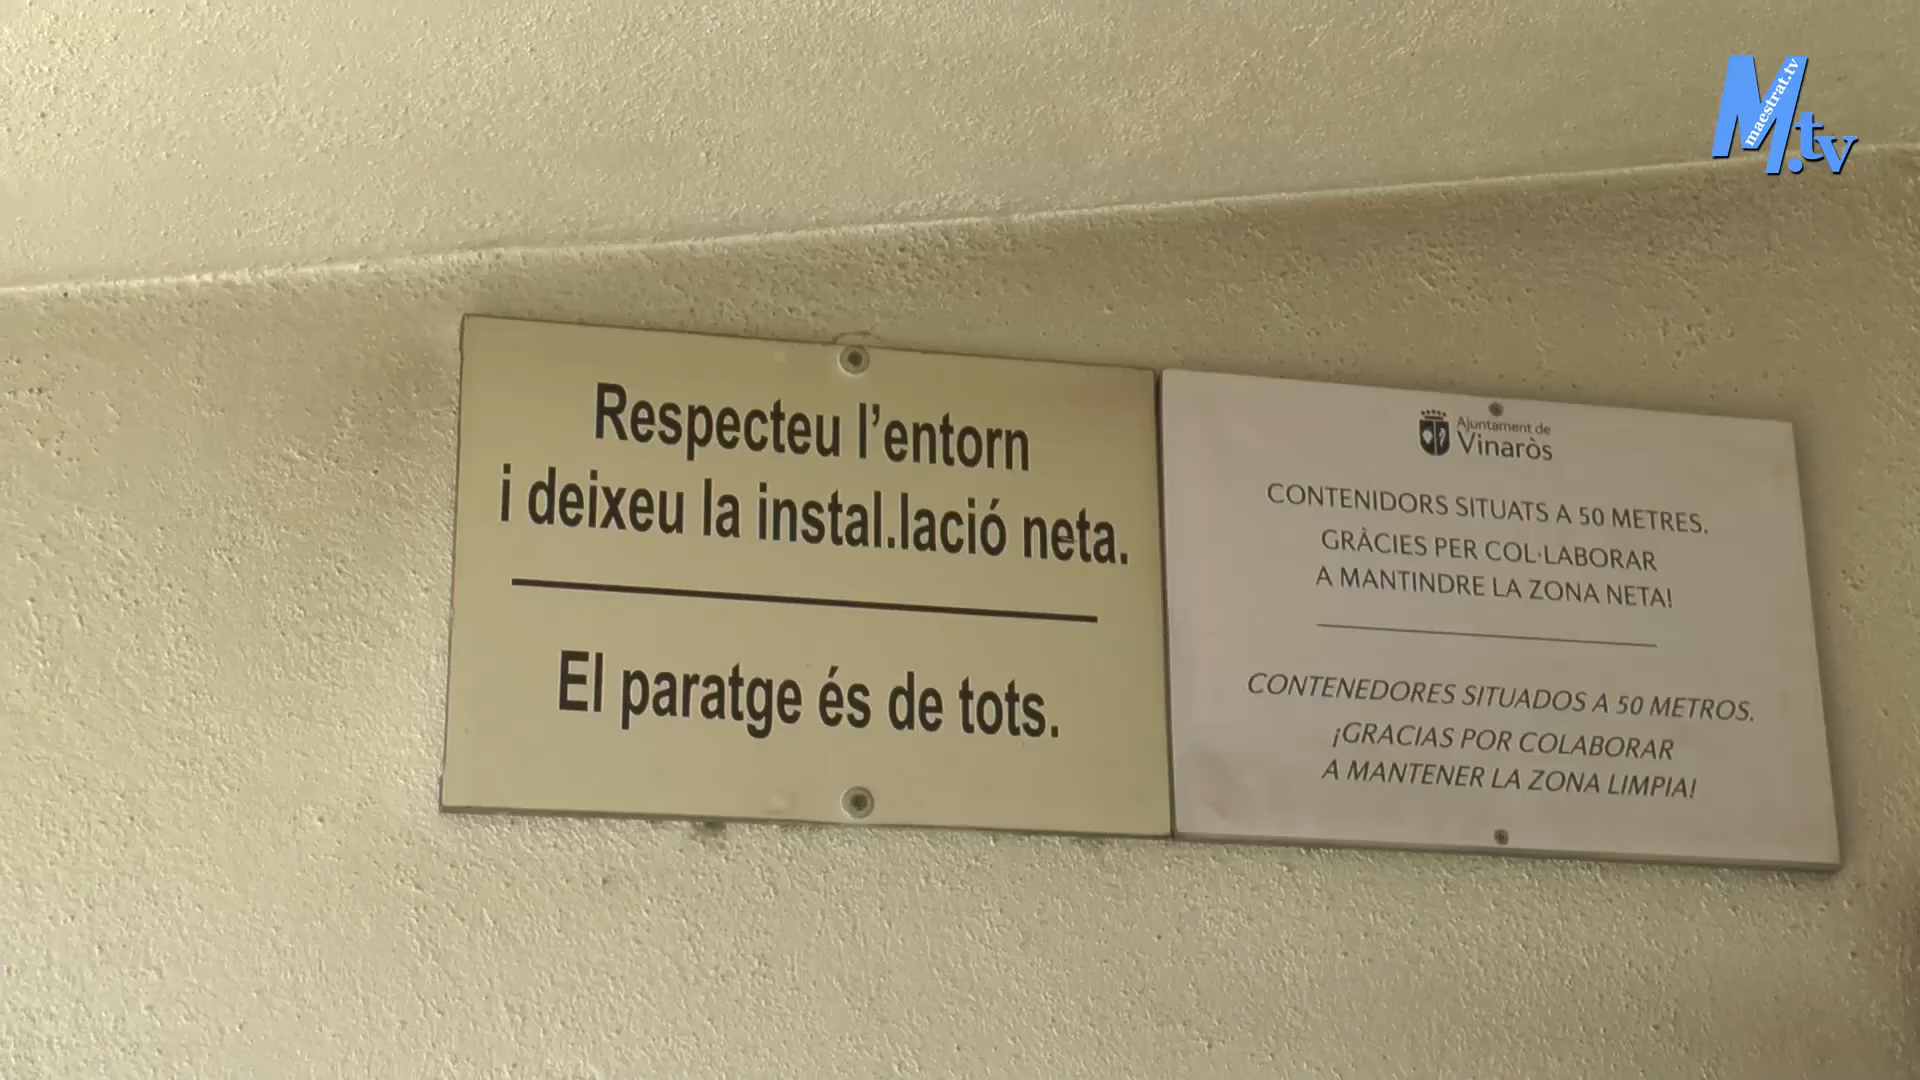 maestrat.tv
M.tv
Respecteu l'entorn
i deixeu la instal.lació neta.
El paratge és de tots.
Ajuntament de
Vinaròs
CONTENIDORS SITUATS A 50 METRES.
GRÀCIES PER COL·LABORAR
A MANTINDRE LA ZONA NETA!
CONTENEDORES SITUADOS A 50 METROS.
¡GRACIAS POR COLABORAR
A MANTENER LA ZONA LIMPIA!